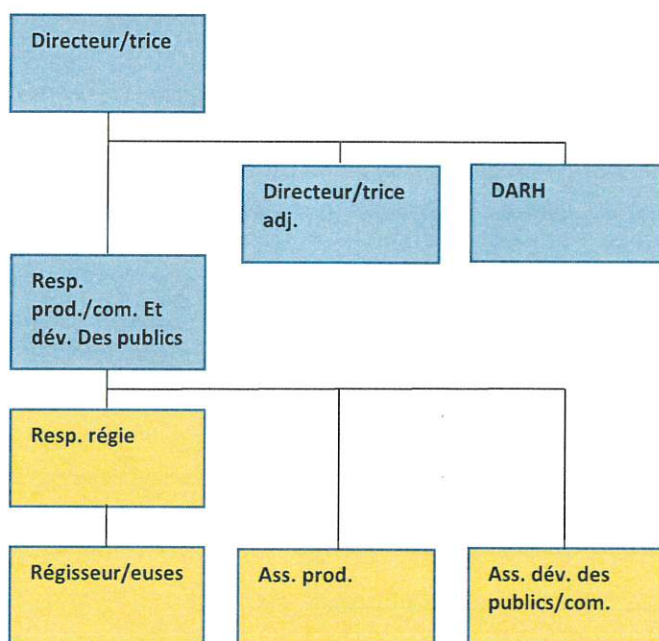 Directeur/trice
Directeur/trice
adj.
DARH
Resp.
prod./com. Et
dév. Des publics
Resp. régie
Régisseur/euses
Ass. prod.
Ass. dév. des
publics/com.